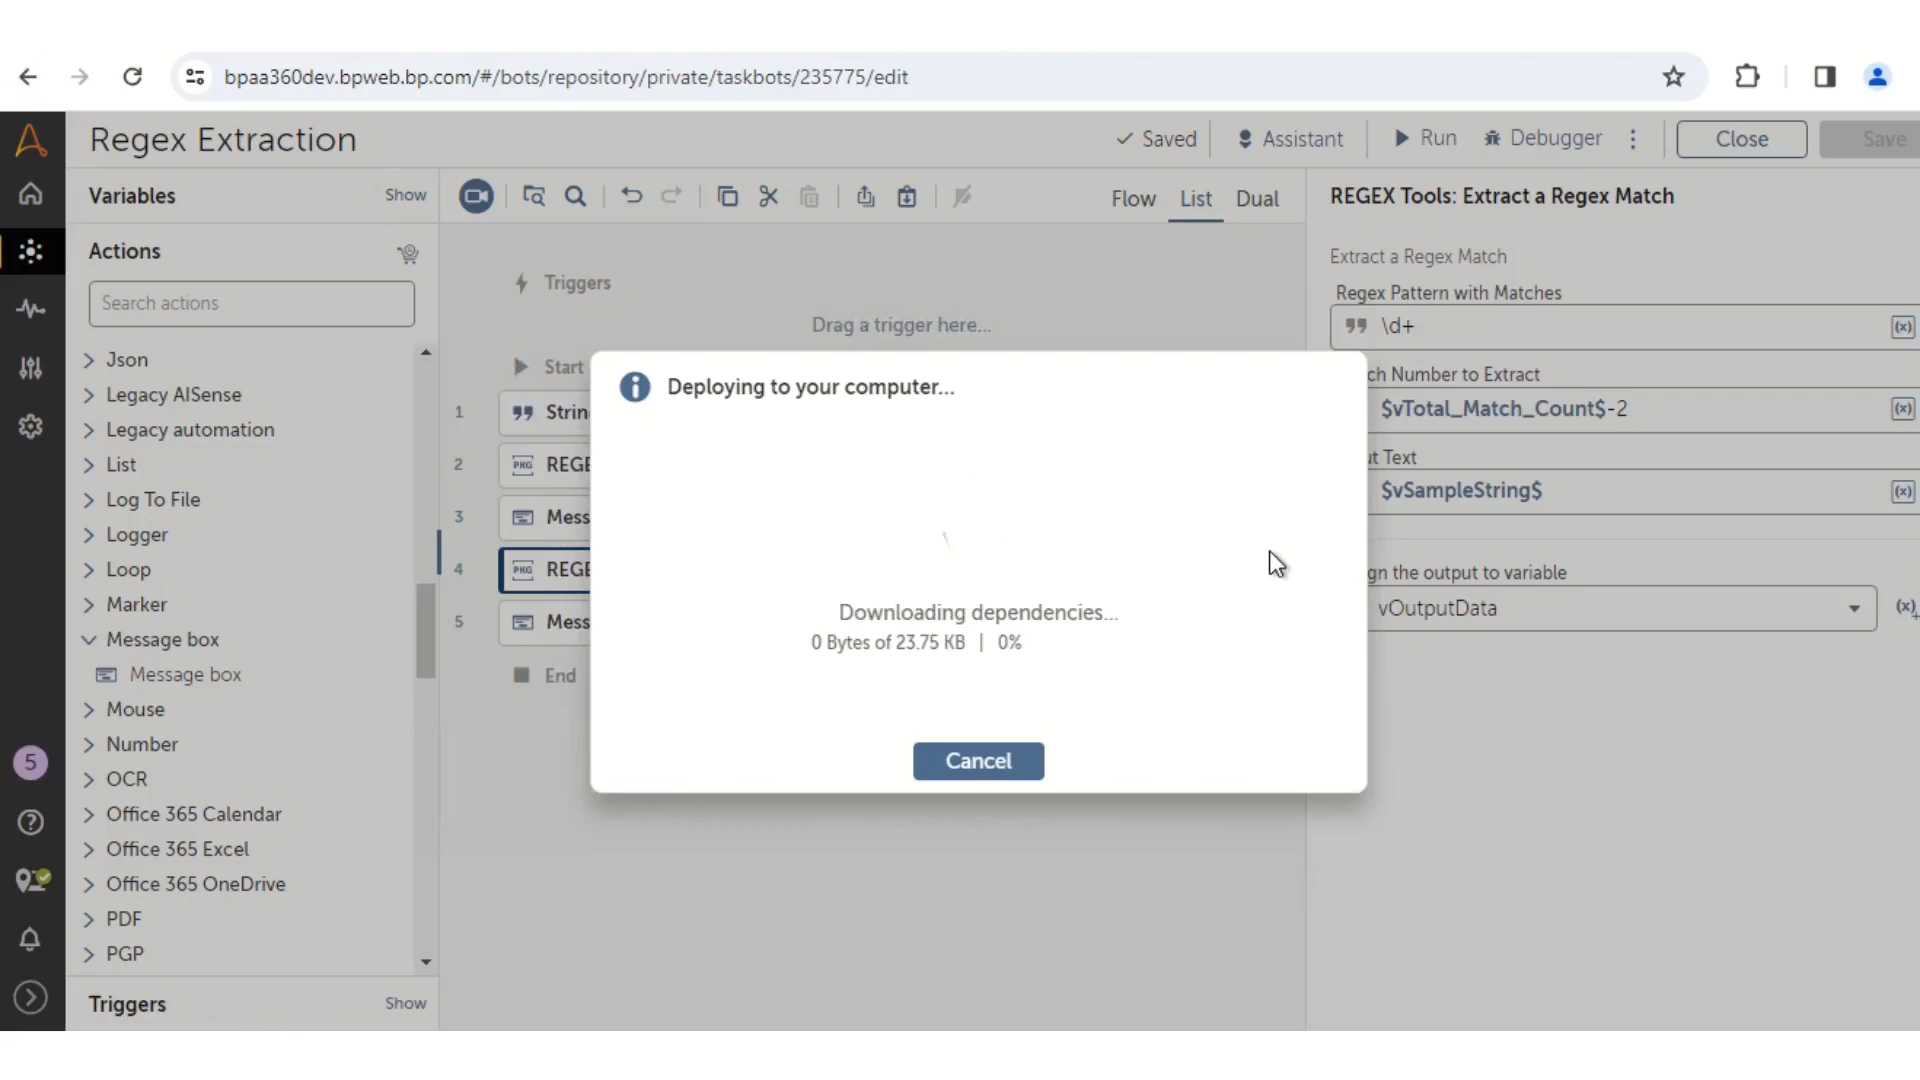 bpaa360dev.bpweb.bp.com/#/bots/repository/private/taskbots/235775/edit
Regex Extraction
Saved
Assistant
Run
Debugger
Close
Save
Variables
Show
Flow
List
Dual
REGEX Tools: Extract a Regex Match
Actions
Search actions
Json
Legacy AISense
Legacy automation
List
Log To File
Logger
Loop
Marker
Message box
Message box
Mouse
Number
OCR
Office 365 Calendar
Office 365 Excel
Office 365 OneDrive
PDF
PGP
Triggers
Show
5
Triggers
Drag a trigger here...
Start
1 Strin
2 PKG REGE
3 Mess
4 PKG REGE
5 Mess
End
Deploying to your computer...
Downloading dependencies...
0 Bytes of 23.75 KB | 0%
Cancel
Extract a Regex Match
Regex Pattern with Matches
\d+
(x)
ch Number to Extract
$vTotal_Match_Count$-2
(x)
ut Text
$vSampleString$
(x)
gn the output to variable
vOutputData
(x)+